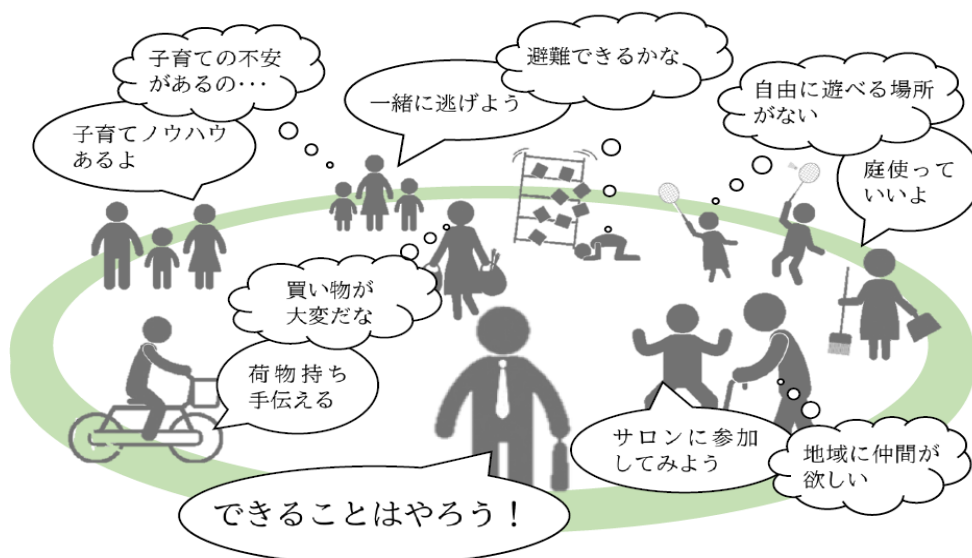 子育ての不安
があるの・・・
子育てノウハウ
あるよ
一緒に逃げよう
避難できるかな
自由に遊べる場所
がない
庭使って
いいよ
買い物が
大変だな
荷物持ち
手伝える
サロンに参加
してみよう
地域に仲間が
欲しい
できることはやろう！